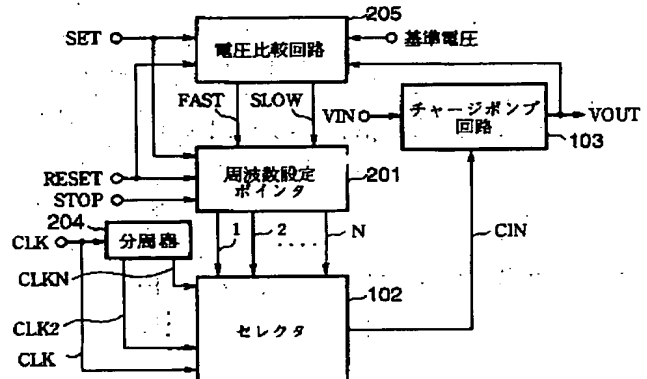 205
SET
電圧比較回路
基準電圧
FAST
SLOW
VIN
チャージポンプ
回路
VOUT
103
RESET
STOP
周波数設定
ポインタ
201
204
CLK
分周器
1
2
N
‥‥
CIN
CLKN
CLK2
CLK
セレクタ
102